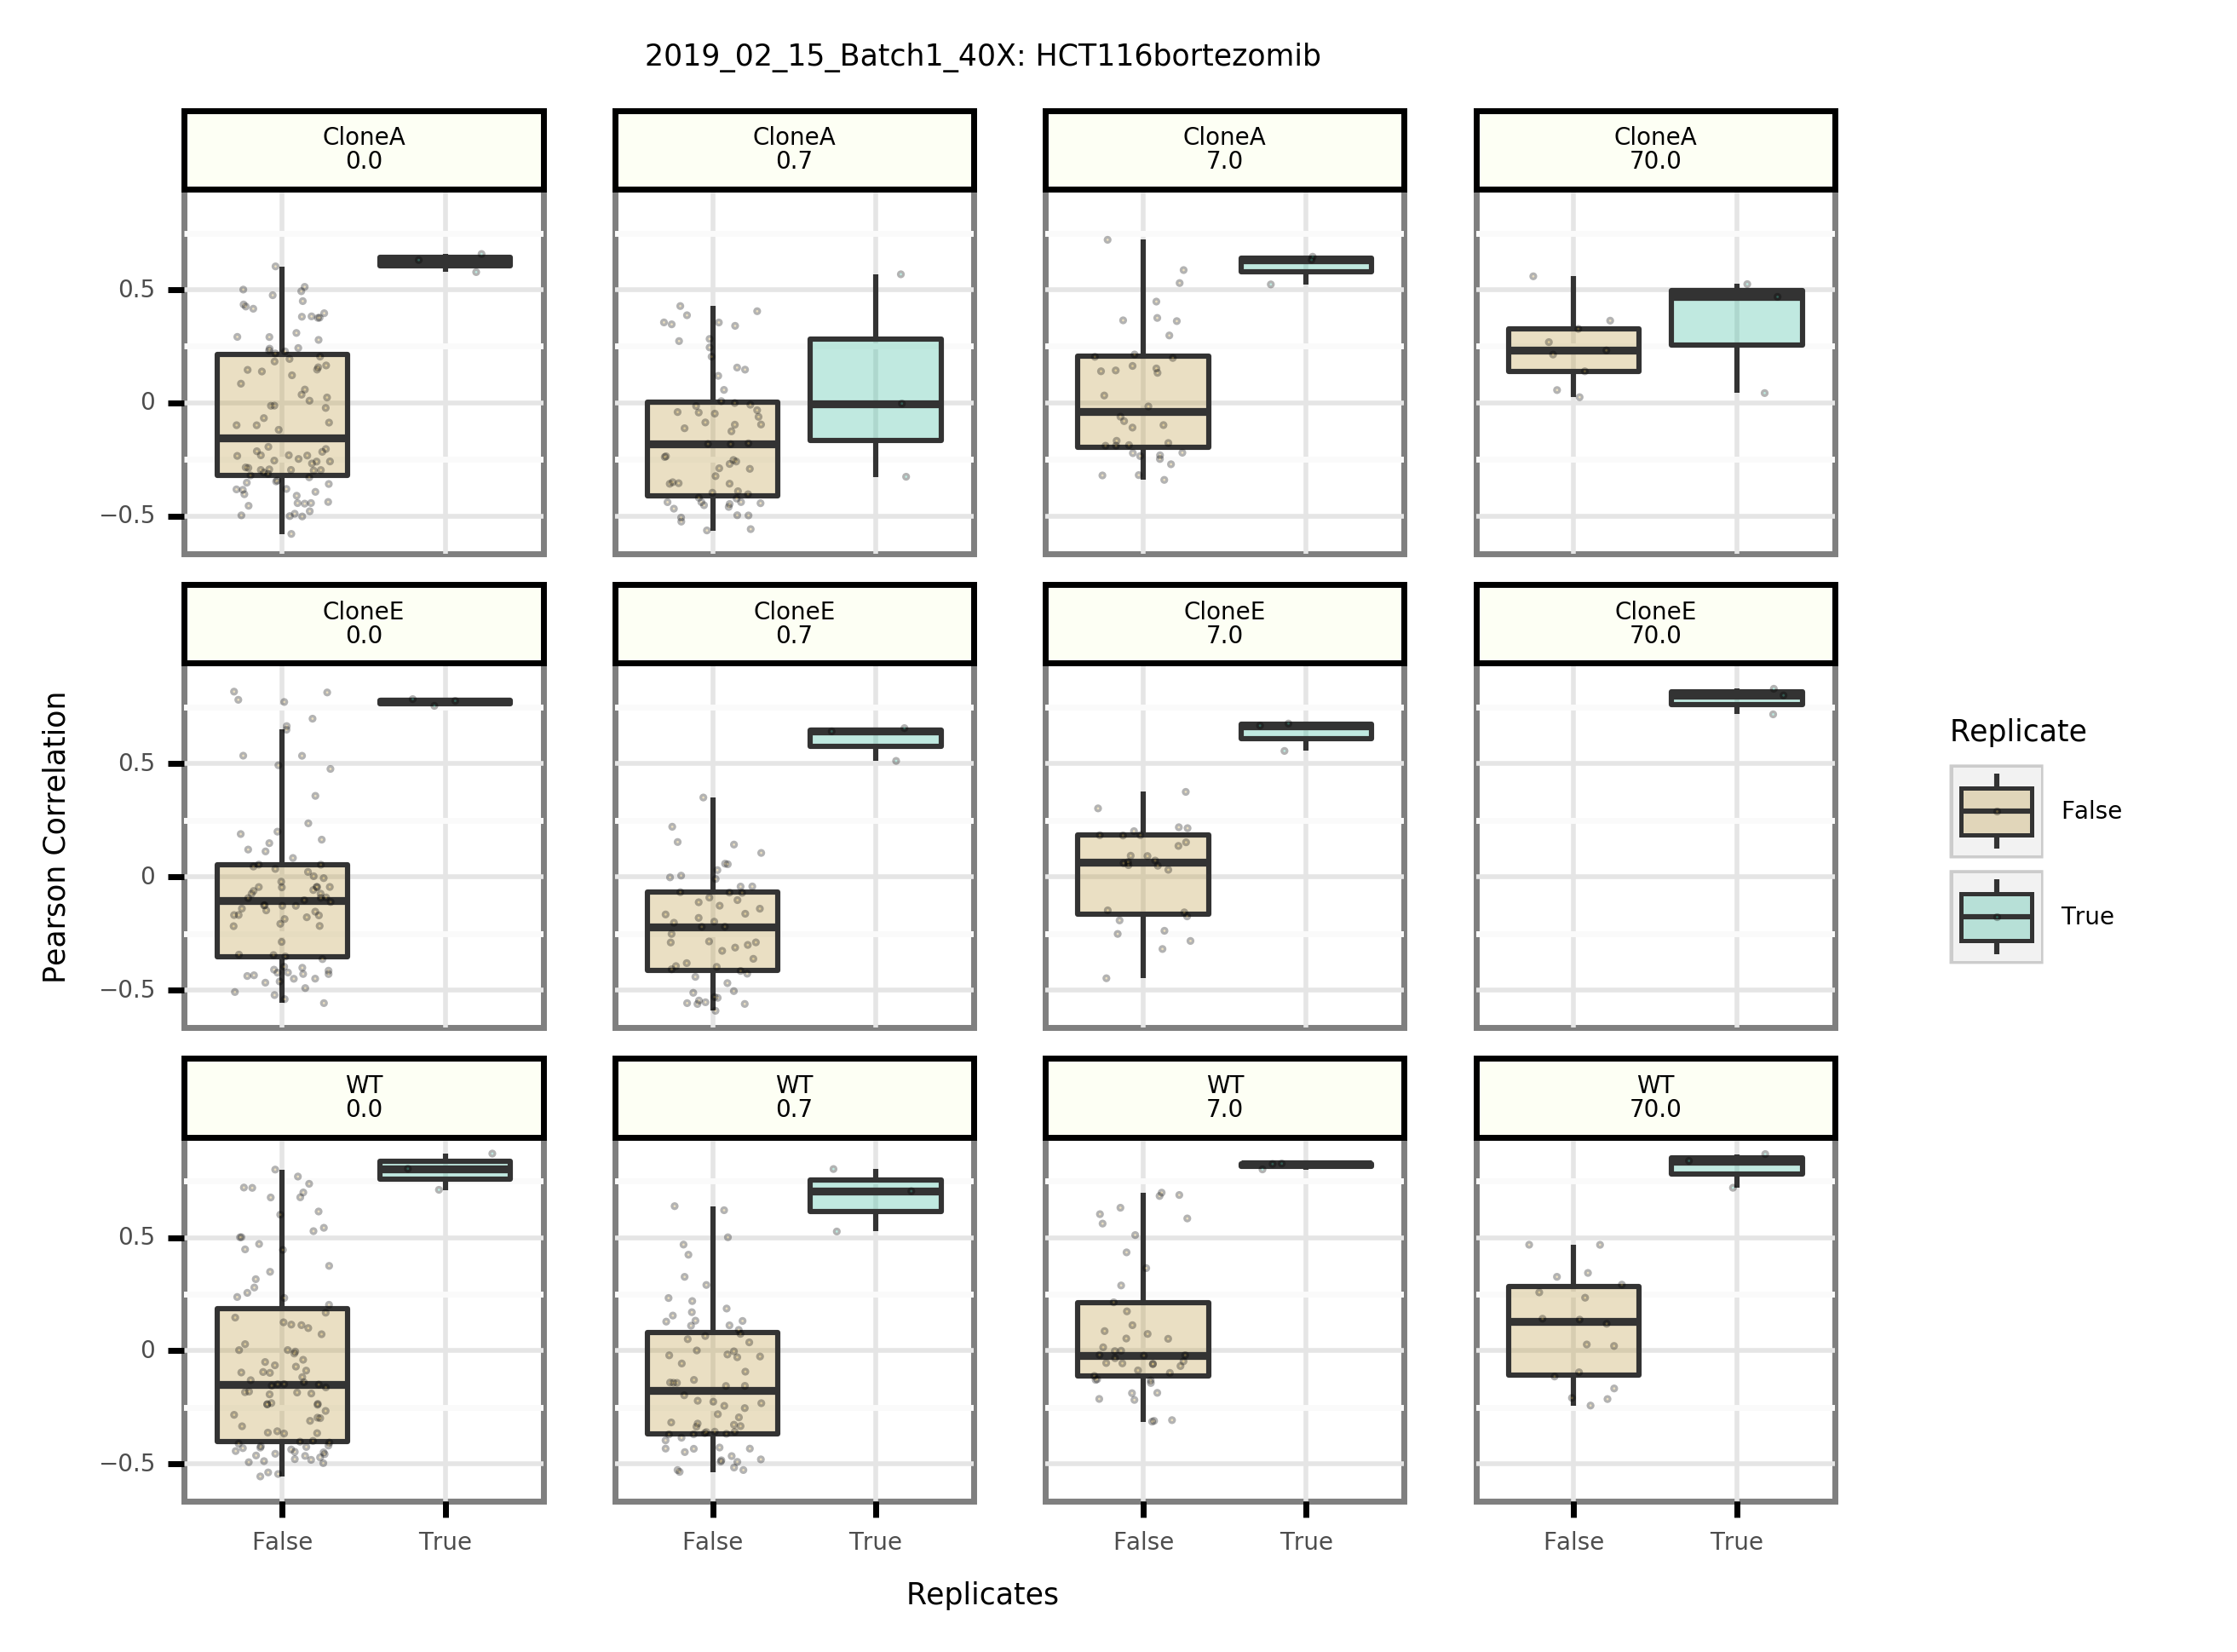 2019_02_15_Batch1_40X: HCT116bortezomib
CloneA
0.0
CloneA
0.7
CloneA
7.0
CloneA
70.0
0.5
0
−0.5
CloneE
0.0
CloneE
0.7
CloneE
7.0
CloneE
70.0
0.5
0
−0.5
WT
0.0
WT
0.7
WT
7.0
WT
70.0
0.5
0
−0.5
False
True
False
True
False
True
False
True
Replicates
Pearson Correlation
Replicate
False
True